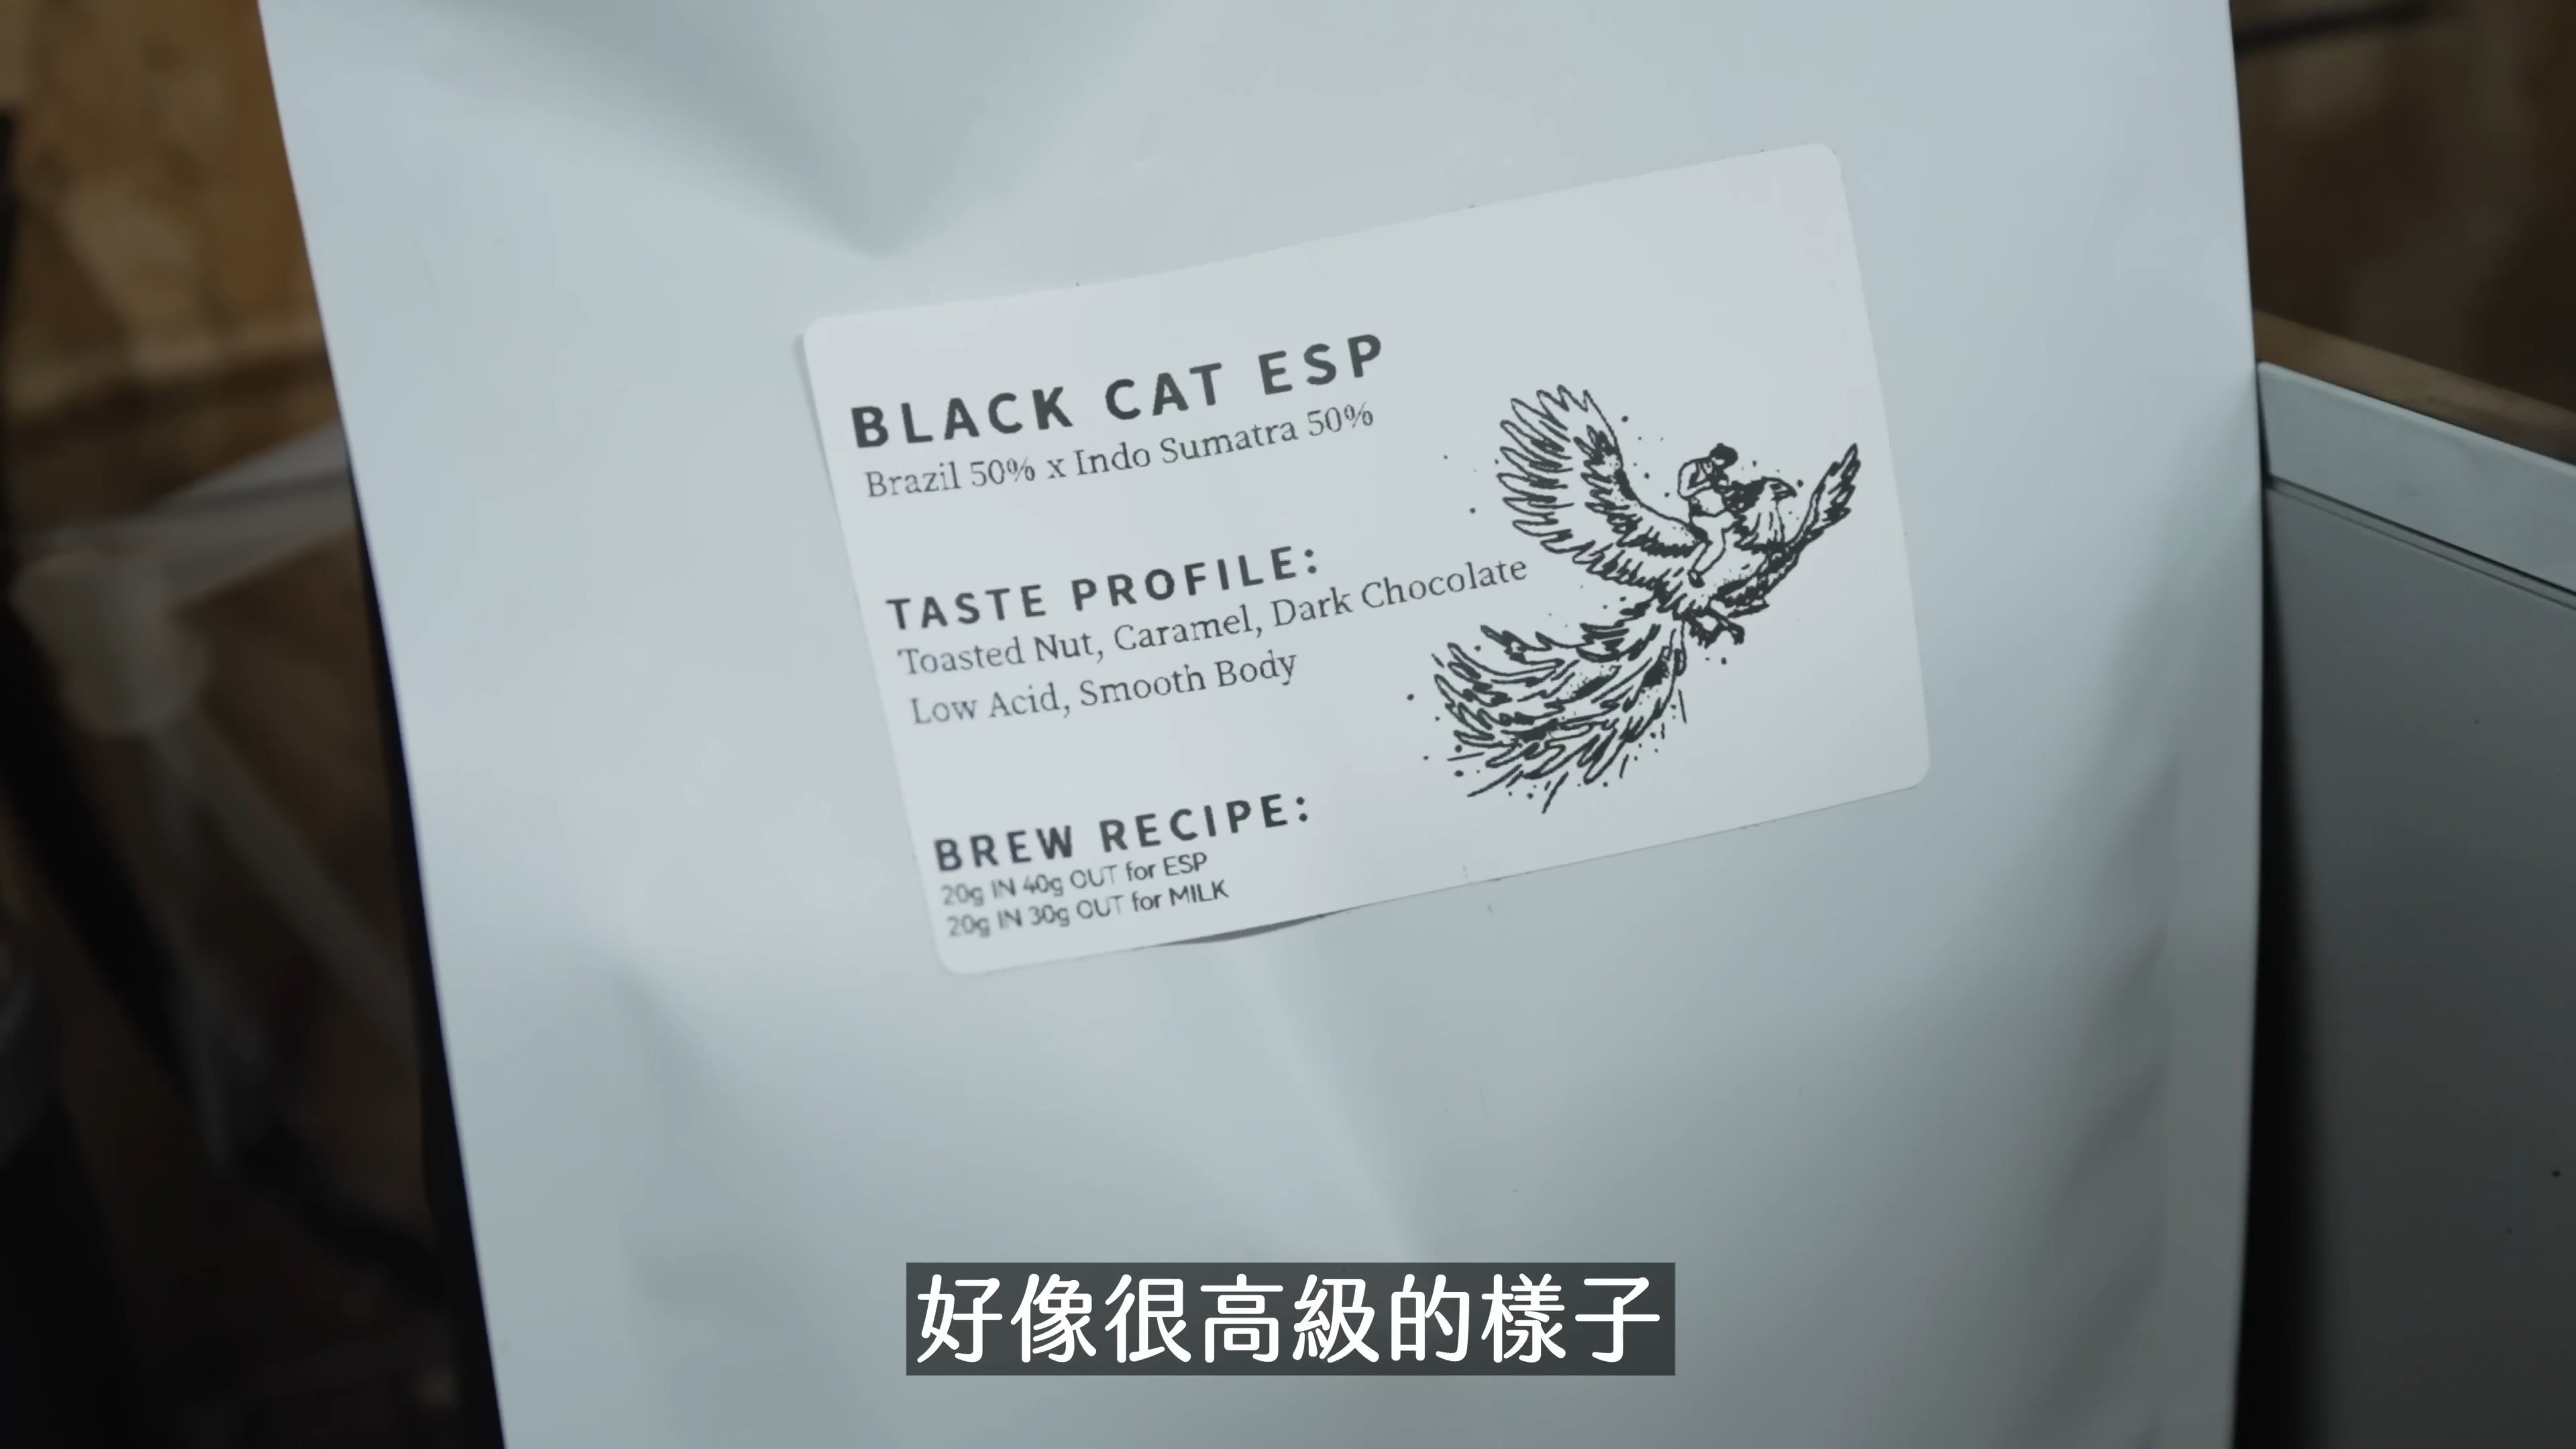 BLACK CAT ESP
Brazil 50% x Indo Sumatra 50%
TASTE PROFILE:
Toasted Nut, Caramel, Dark Chocolate
Low Acid, Smooth Body
BREW RECIPE:
20g IN 40g OUT for ESP
20g IN 30g OUT for MILK
好像很高級的樣子